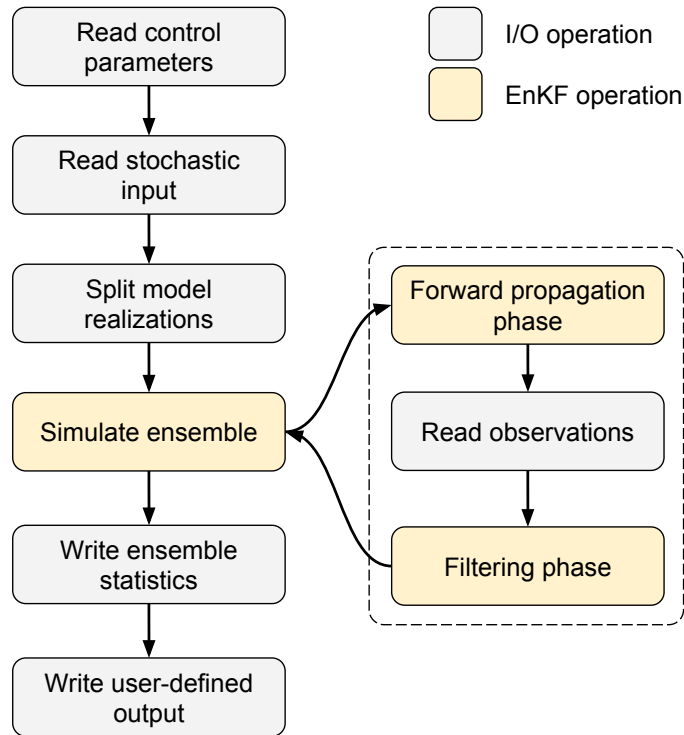 Read control
parameters
Read stochastic
input
Split model
realizations
Simulate ensemble
Write ensemble
statistics
Write user-defined
output
I/O operation
EnKF operation
Forward propagation
phase
Read observations
Filtering phase